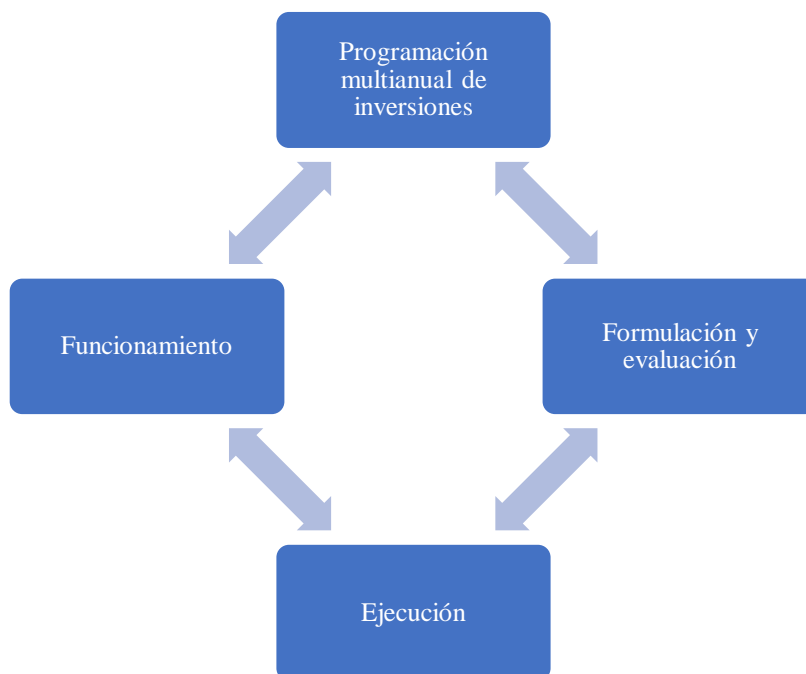 Programación
multianual de
inversiones
Funcionamiento
Formulación y
evaluación
Ejecución